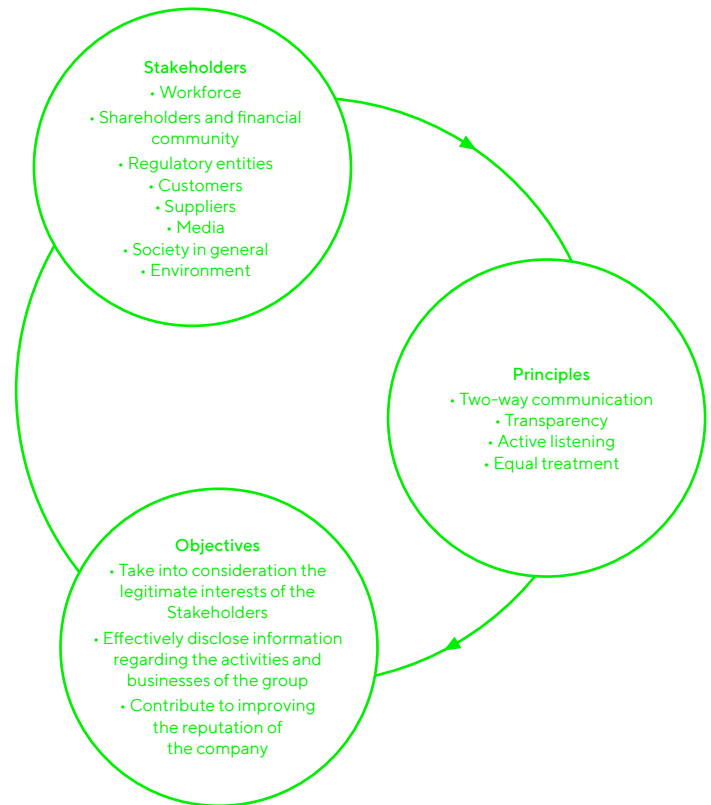 Stakeholders
• Workforce
• Shareholders and financial
community
• Regulatory entities
• Customers
• Suppliers
• Media
• Society in general
• Environment
Principles
• Two-way communication
• Transparency
• Active listening
• Equal treatment
Objectives
• Take into consideration the
legitimate interests of the
Stakeholders
• Effectively disclose information
regarding the activities and
businesses of the group
• Contribute to improving
the reputation of
the company